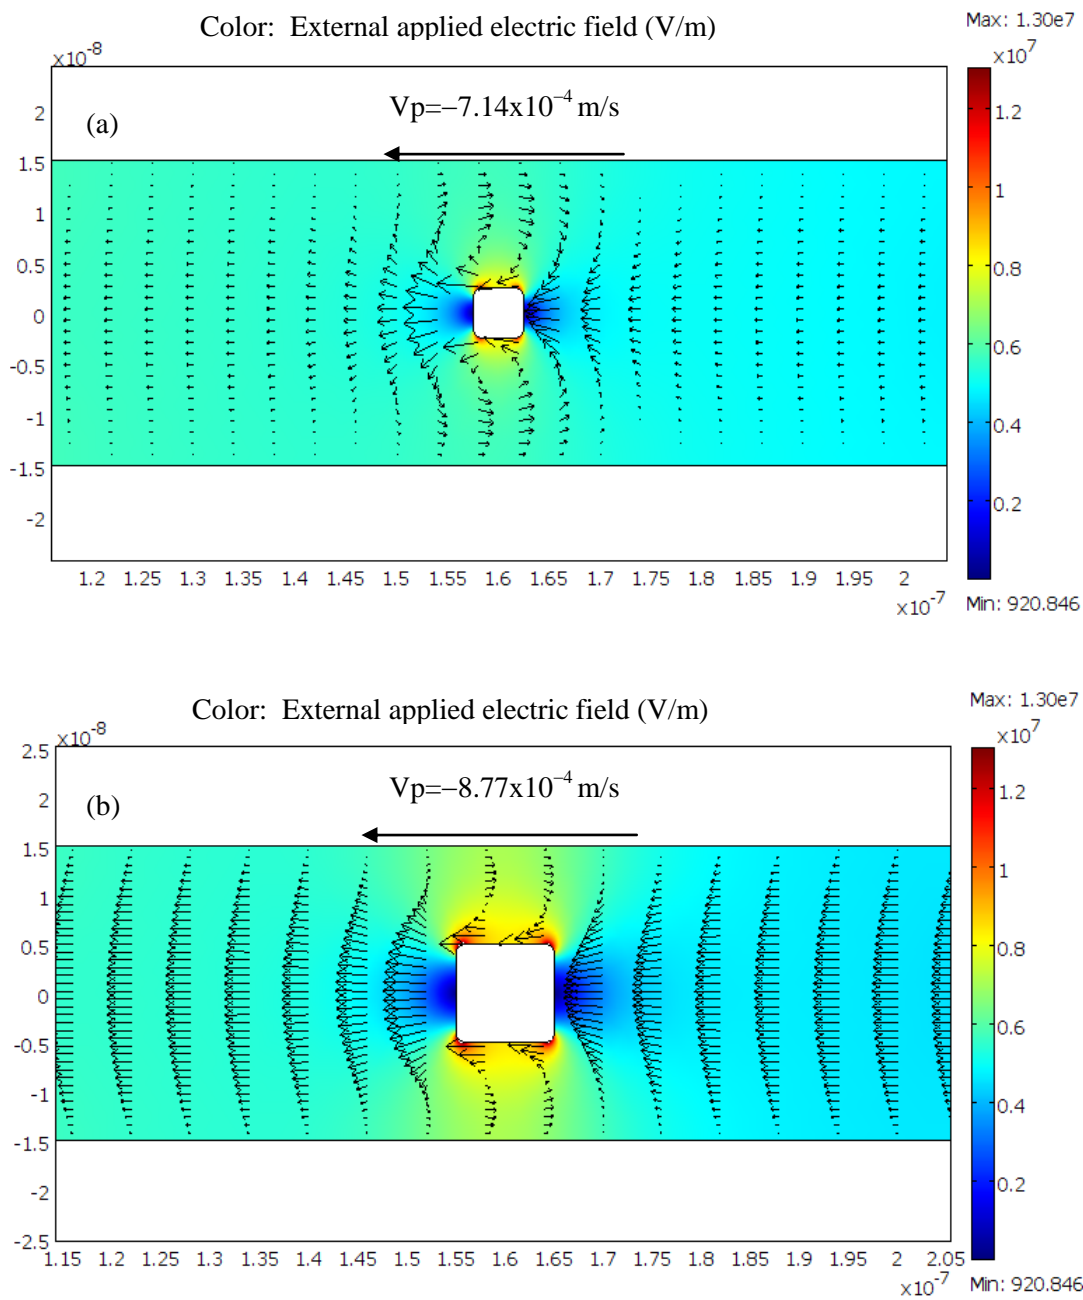 Color: External applied electric field (V/m)
Max: 1.30e7
x10^-8
x10^7
(a)
Vp=−7.14x10^−4 m/s
2
1.5
1
0.5
0
-0.5
-1
-1.5
-2
1.2
1
0.8
0.6
0.4
0.2
1.2 1.25 1.3 1.35 1.4 1.45 1.5 1.55 1.6 1.65 1.7 1.75 1.8 1.85 1.9 1.95 2
x10^-7
Min: 920.846
Color: External applied electric field (V/m)
Max: 1.30e7
x10^-8
x10^7
(b)
Vp=−8.77x10^−4 m/s
2.5
2
1.5
1
0.5
0
-0.5
-1
-1.5
-2
-2.5
1.2
1
0.8
0.6
0.4
0.2
1.15 1.2 1.25 1.3 1.35 1.4 1.45 1.5 1.55 1.6 1.65 1.7 1.75 1.8 1.85 1.9 1.95 2 2.05
x10^-7
Min: 920.846